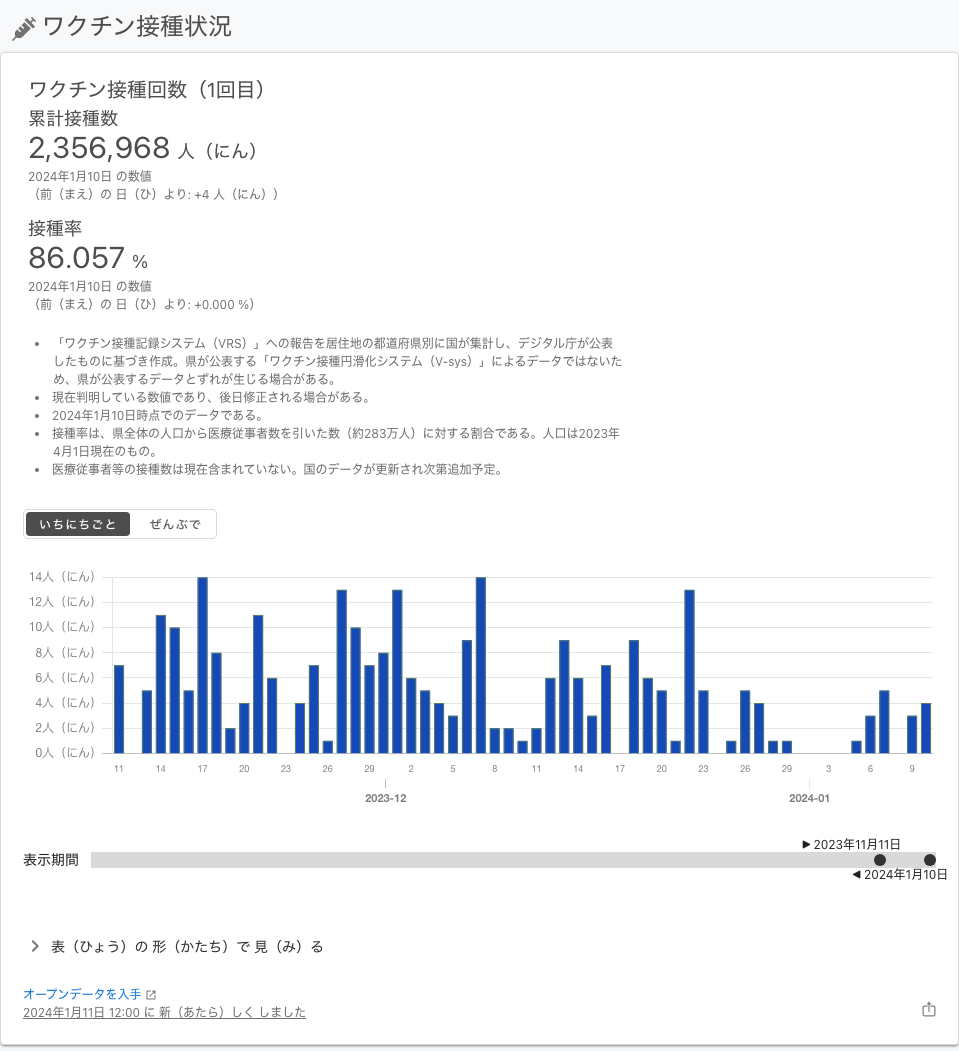 ワクチン接種状況
ワクチン接種回数（1回目）
累計接種数
2,356,968 人（にん）
2024年1月10日 の数値
（前（まえ）の 日（ひ）より: +4 人（にん））
接種率
86.057 %
2024年1月10日 の数値
（前（まえ）の 日（ひ）より: +0.000 %）
• 「ワクチン接種記録システム（VRS）」への報告を居住地の都道府県別に国が集計し、デジタル庁が公表
したものに基づき作成。県が公表する「ワクチン接種円滑化システム（V-sys）」によるデータではないた
め、県が公表するデータとずれが生じる場合がある。
• 現在判明している数値であり、後日修正される場合がある。
• 2024年1月10日時点でのデータである。
• 接種率は、県全体の人口から医療従事者数を引いた数（約283万人）に対する割合である。人口は2023年
4月1日現在のもの。
• 医療従事者等の接種数は現在含まれていない。国のデータが更新され次第追加予定。
いちにちごと ぜんぶで
14人（にん）
12人（にん）
10人（にん）
8人（にん）
6人（にん）
4人（にん）
2人（にん）
0人（にん）
11 14 17 20 23 26 29 2 5 8 11 14 17 20 23 26 29 3 6 9
2023-12 2024-01
▶ 2023年11月11日
表示期間
◀ 2024年1月10日
表（ひょう）の 形（かたち）で 見（み）る
オープンデータを入手
2024年1月11日 12:00 に 新（あたら）しく しました